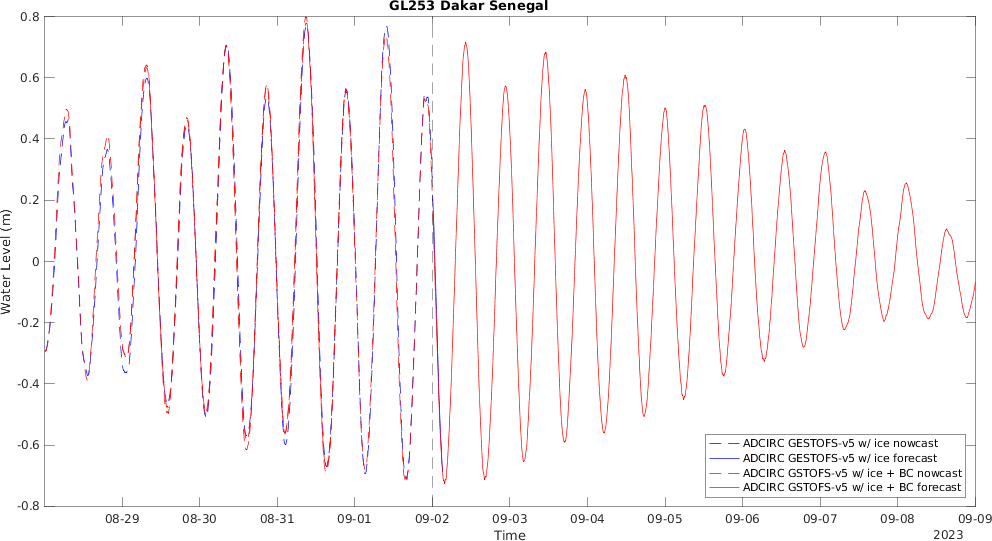 GL253 Dakar Senegal
0.8
0.6
0.4
0.2
0
-0.2
-0.4
-0.6
-0.8
Water Level (m)
ADCIRC GESTOFS-v5 w/ ice nowcast
ADCIRC GESTOFS-v5 w/ ice forecast
ADCIRC GSTOFS-v5 w/ ice + BC nowcast
ADCIRC GSTOFS-v5 w/ ice + BC forecast
08-29 08-30 08-31 09-01 09-02 09-03 09-04 09-05 09-06 09-07 09-08 09-09
Time
2023